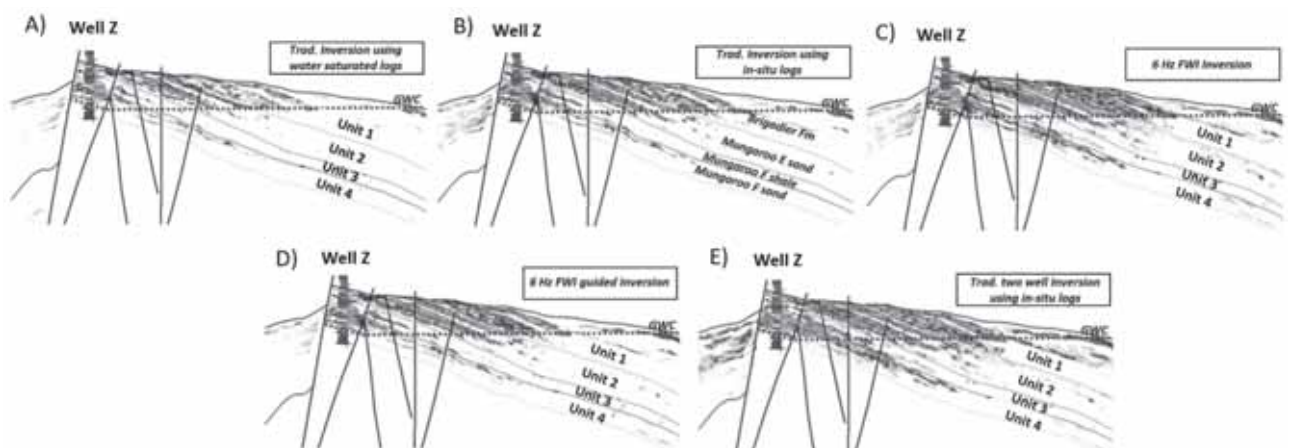 A)
Well Z
Trad. Inversion using
water saturated logs
GWC
Unit 1
Unit 2
Unit 3
Unit 4
B)
Well Z
Trad. Inversion using
in-situ logs
GWC
Brigadier Fm
Mungaroo E sand
Mungaroo F shale
Mungaroo F sand
C)
Well Z
6 Hz FWI Inversion
GWC
Unit 1
Unit 2
Unit 3
Unit 4
D)
Well Z
6 Hz FWI guided inversion
GWC
Unit 1
Unit 2
Unit 3
Unit 4
E)
Well Z
Trad. two well inversion
using in-situ logs
GWC
Unit 1
Unit 2
Unit 3
Unit 4